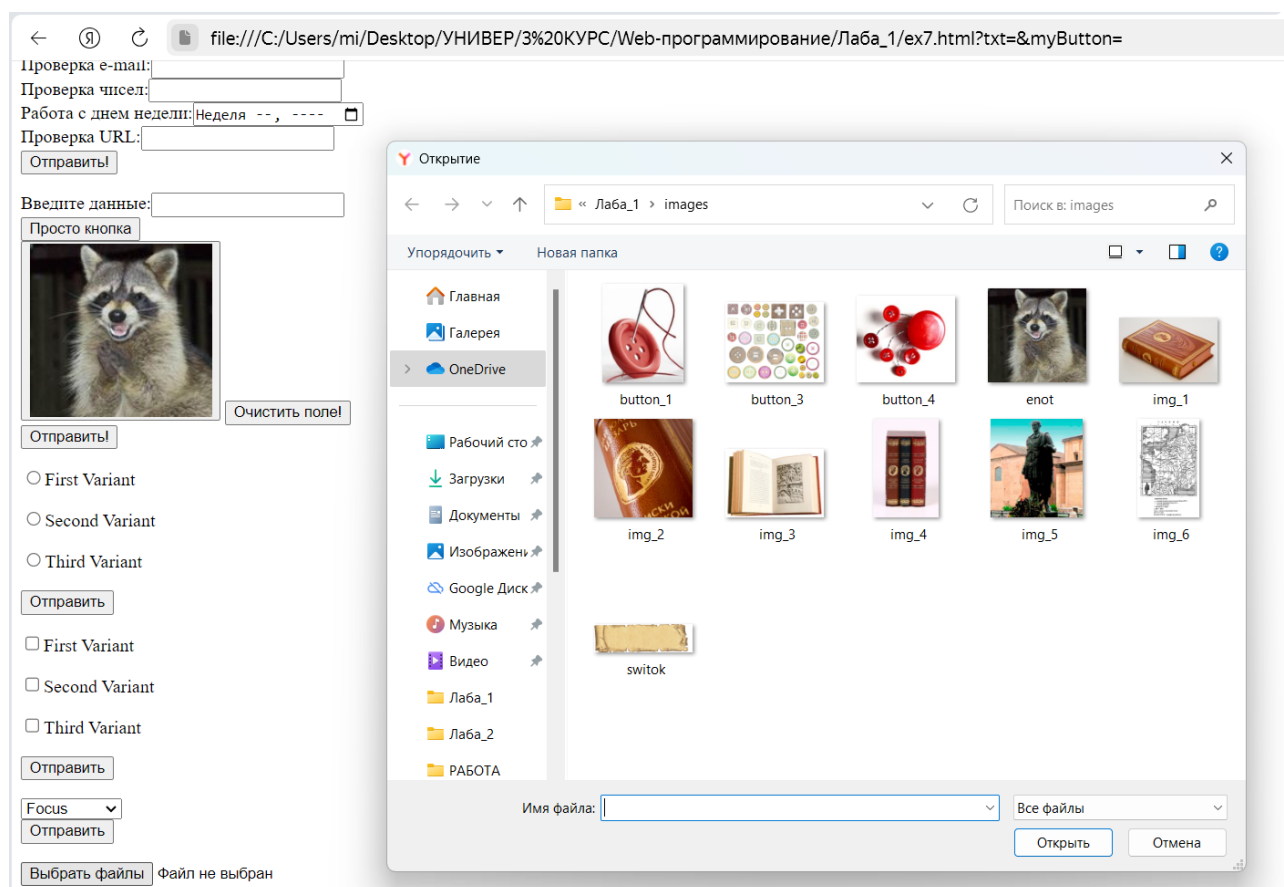 file:///C:/Users/mi/Desktop/УНИВЕР/3%20КУРС/Web-программирование/Лаба_1/ex7.html?txt=&myButton=
Проверка e-mail:
Проверка чисел:
Работа с днем недели: Неделя --, ----
Проверка URL:
Отправить!
Введите данные:
Просто кнопка
Очистить поле!
Отправить!
First Variant
Second Variant
Third Variant
Отправить
First Variant
Second Variant
Third Variant
Отправить
Focus
Отправить
Выбрать файлы Файл не выбран
Открытие
« Лаба_1 › images
Поиск в: images
Упорядочить Новая папка
Главная
Галерея
OneDrive
Рабочий сто
Загрузки
Документы
Изображени
Google Диск
Музыка
Видео
Лаба_1
Лаба_2
РАБОТА
button_1 button_3 button_4 enot img_1
img_2 img_3 img_4 img_5 img_6
switok
Имя файла: Все файлы
Открыть Отмена